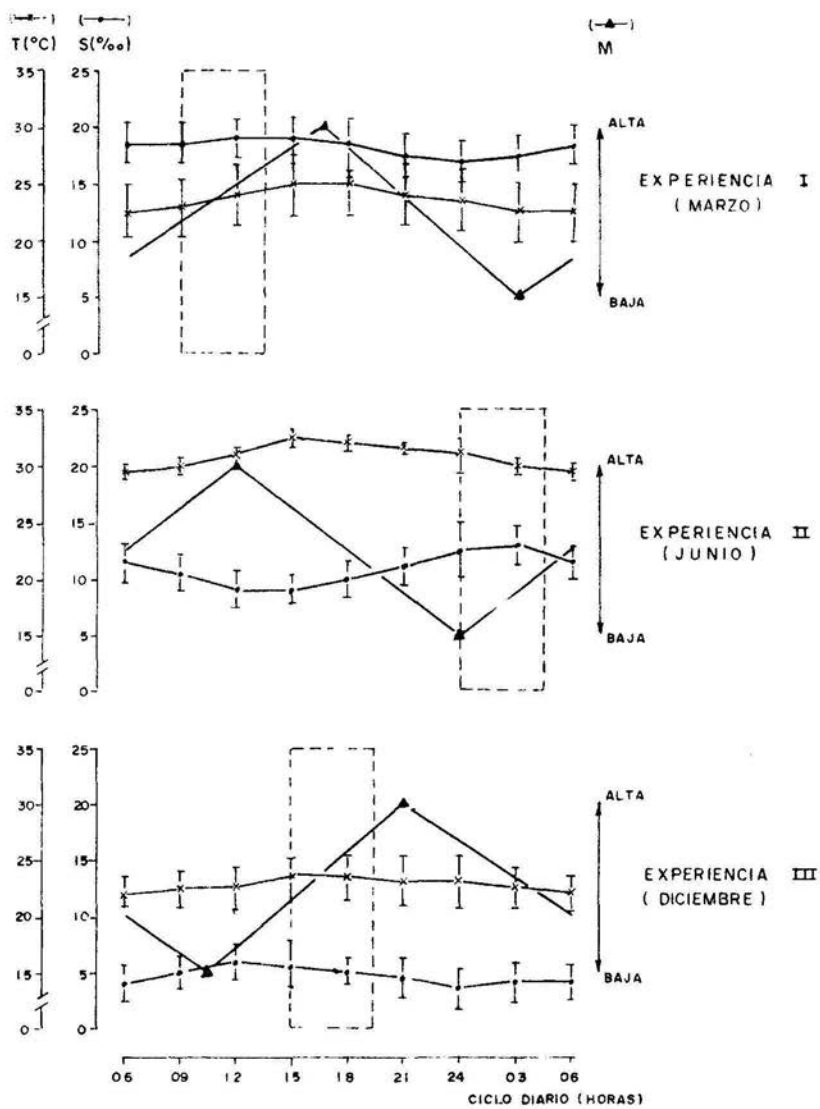 (--×--) (--•--) (--▲--)
T(°C) S(‰) M
35 25
30 20 ALTA
25 15 EXPERIENCIA I
20 10 (MARZO)
15 5 BAJA
0 0
35 25
30 20 ALTA
25 15 EXPERIENCIA II
20 10 (JUNIO)
15 5 BAJA
0 0
35 25
30 20 ALTA
25 15 EXPERIENCIA III
20 10 (DICIEMBRE)
15 5 BAJA
0 0
06 09 12 15 18 21 24 03 06
CICLO DIARIO (HORAS)